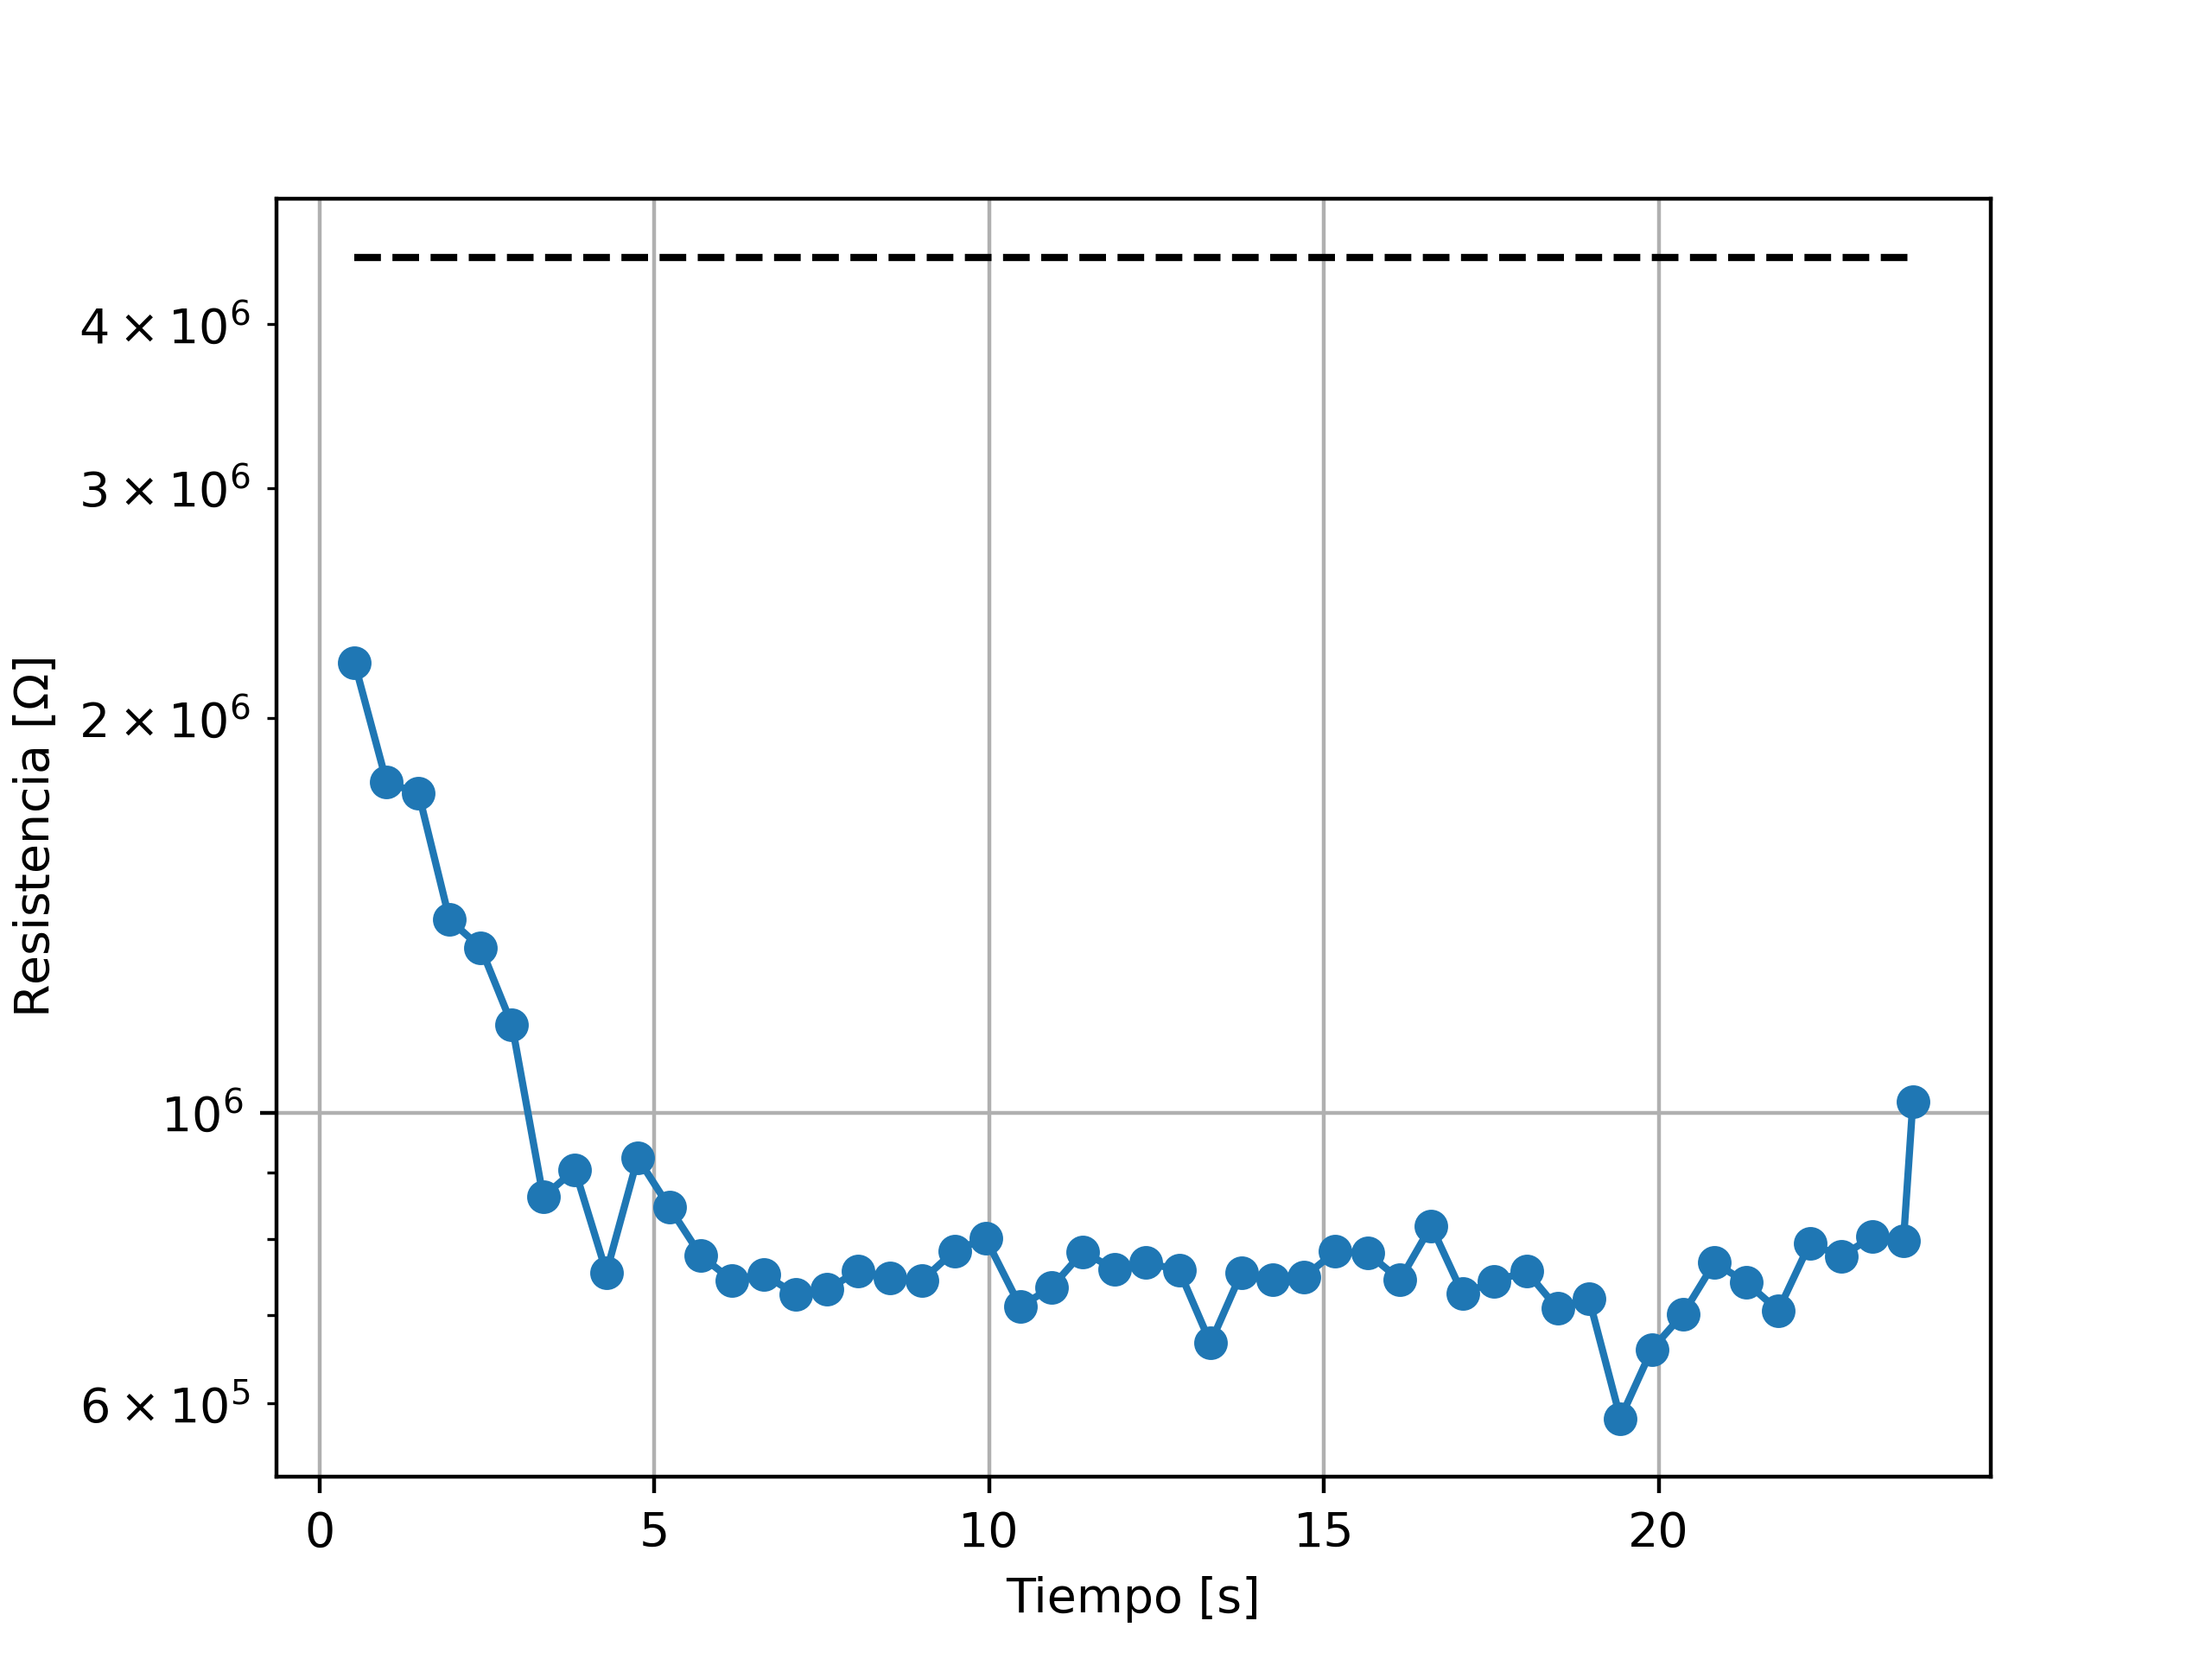 4 × 10⁶
3 × 10⁶
2 × 10⁶
10⁶
6 × 10⁵
Resistencia [Ω]
0 5 10 15 20
Tiempo [s]